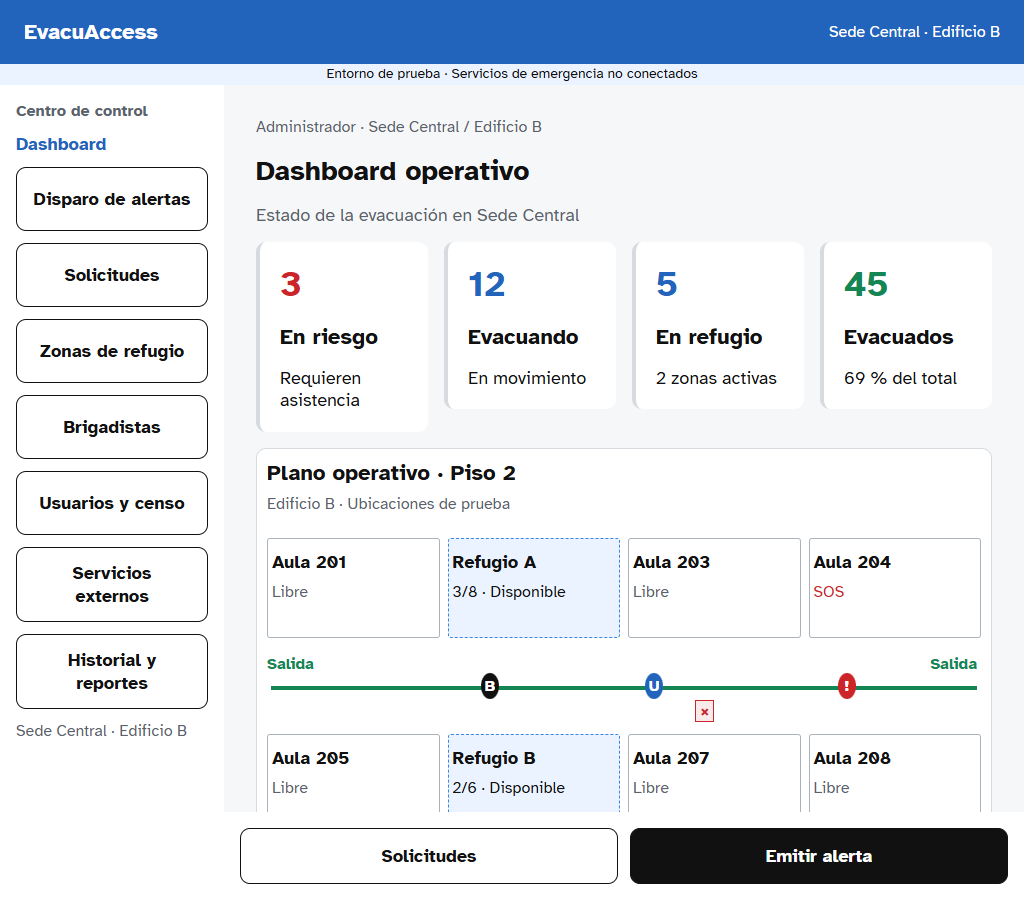 EvacuAccess
Sede Central · Edificio B
Entorno de prueba · Servicios de emergencia no conectados
Centro de control
Dashboard
Disparo de alertas
Solicitudes
Zonas de refugio
Brigadistas
Usuarios y censo
Servicios
externos
Historial y
reportes
Sede Central · Edificio B
Administrador · Sede Central / Edificio B
Dashboard operativo
Estado de la evacuación en Sede Central
3
En riesgo
Requieren
asistencia
12
Evacuando
En movimiento
5
En refugio
2 zonas activas
45
Evacuados
69 % del total
Plano operativo · Piso 2
Edificio B · Ubicaciones de prueba
Aula 201
Libre
Refugio A
3/8 · Disponible
Aula 203
Libre
Aula 204
SOS
Salida
Salida
B
U
!
×
Aula 205
Libre
Refugio B
2/6 · Disponible
Aula 207
Libre
Aula 208
Libre
Solicitudes
Emitir alerta